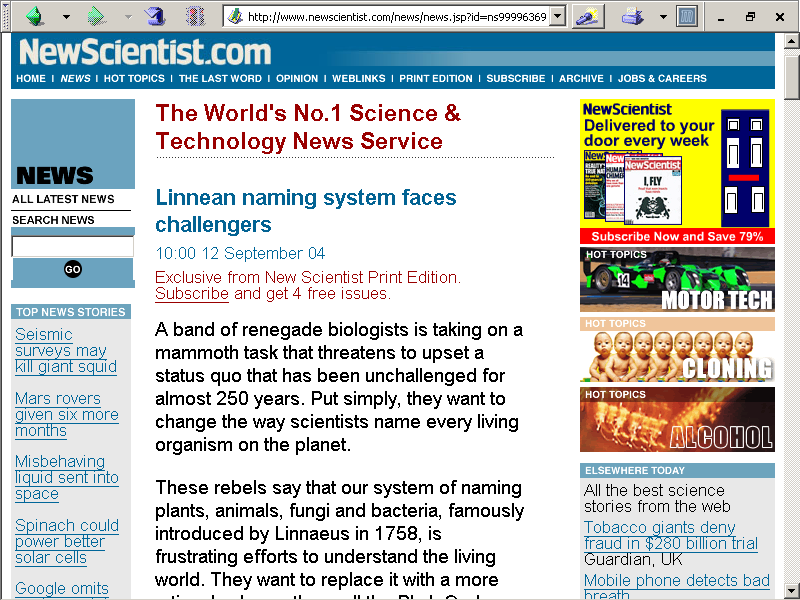 http://www.newscientist.com/news/news.jsp?id=ns99996369
NewScientist.com
HOME | NEWS | HOT TOPICS | THE LAST WORD | OPINION | WEBLINKS | PRINT EDITION | SUBSCRIBE | ARCHIVE | JOBS & CAREERS
NEWS
ALL LATEST NEWS
SEARCH NEWS
GO
TOP NEWS STORIES
Seismic
surveys may
kill giant squid
Mars rovers
given six more
months
Misbehaving
liquid sent into
space
Spinach could
power better
solar cells
Google omits
The World's No.1 Science &
Technology News Service
Linnean naming system faces
challengers
10:00 12 September 04
Exclusive from New Scientist Print Edition.
Subscribe and get 4 free issues.
A band of renegade biologists is taking on a
mammoth task that threatens to upset a
status quo that has been unchallenged for
almost 250 years. Put simply, they want to
change the way scientists name every living
organism on the planet.
These rebels say that our system of naming
plants, animals, fungi and bacteria, famously
introduced by Linnaeus in 1758, is
frustrating efforts to understand the living
world. They want to replace it with a more
NewScientist
Delivered to your
door every week
NewScientist
I, FLY
Subscribe Now and Save 79%
HOT TOPICS
14
MOTOR TECH
HOT TOPICS
CLONING
HOT TOPICS
ALCOHOL
ELSEWHERE TODAY
All the best science
stories from the web
Tobacco giants deny
fraud in $280 billion trial
Guardian, UK
Mobile phone detects bad
breath